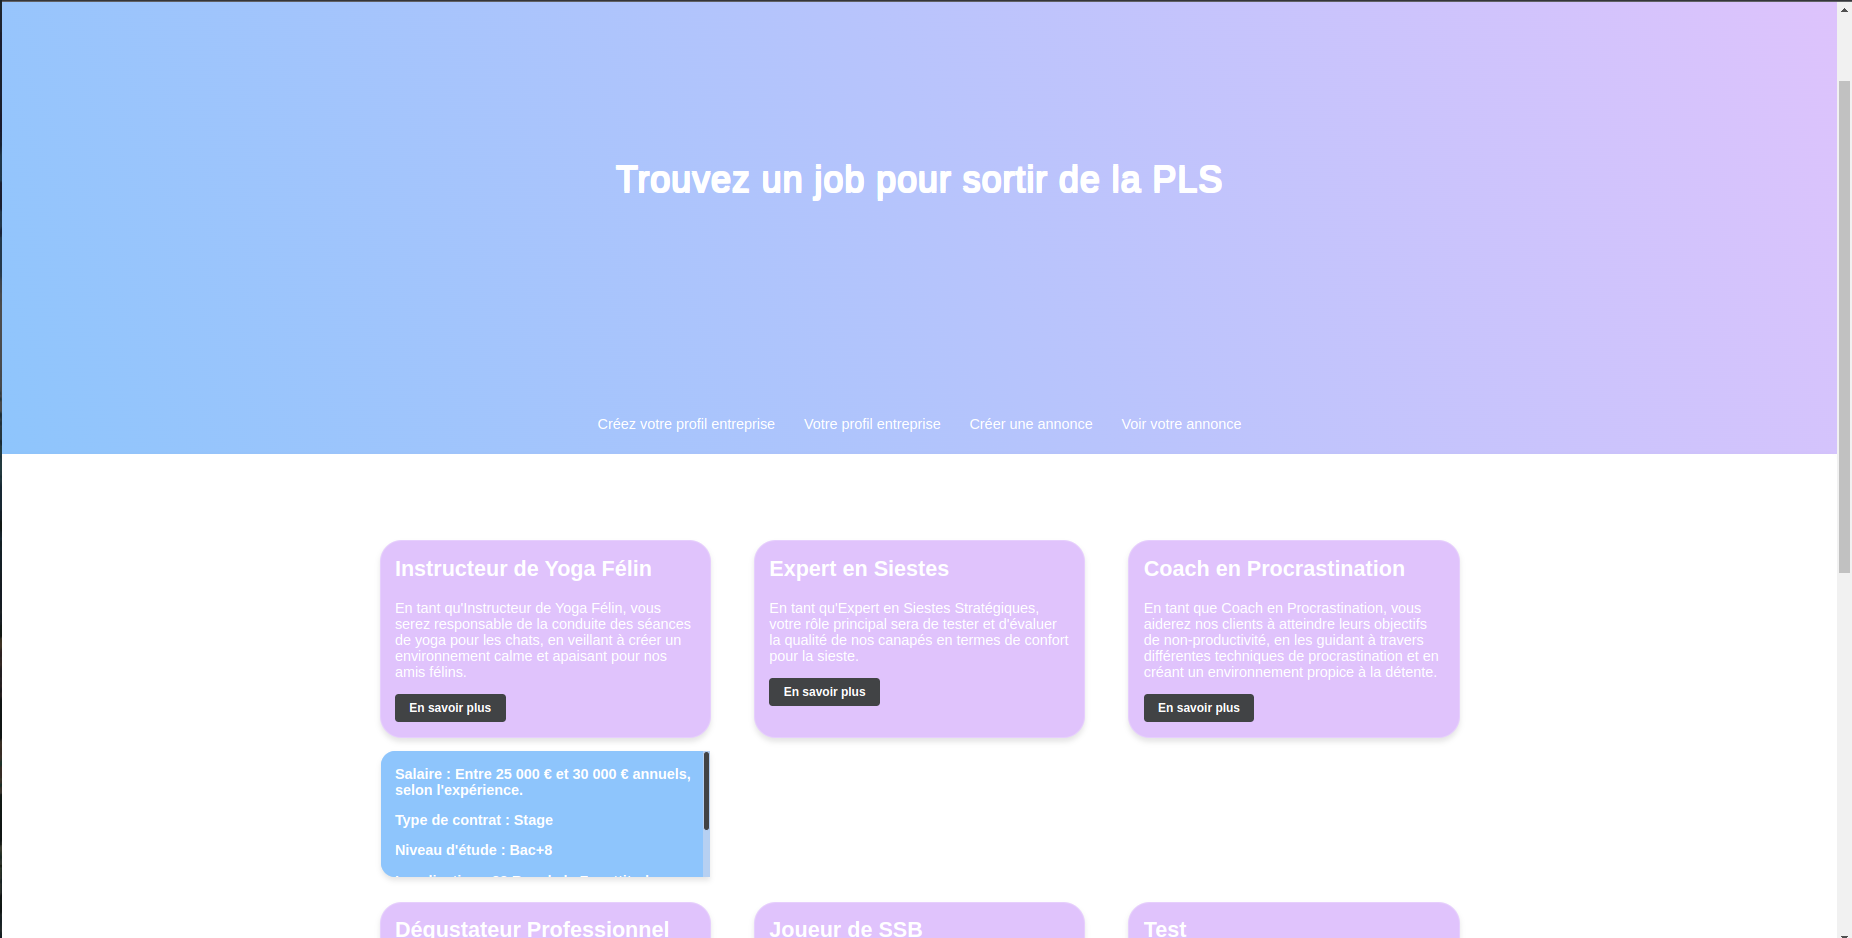 Trouvez un job pour sortir de la PLS
Créez votre profil entreprise
Votre profil entreprise
Créer une annonce
Voir votre annonce
Instructeur de Yoga Félin
En tant qu'Instructeur de Yoga Félin, vous
serez responsable de la conduite des séances
de yoga pour les chats, en veillant à créer un
environnement calme et apaisant pour nos
amis félins.
En savoir plus
Expert en Siestes
En tant qu'Expert en Siestes Stratégiques,
votre rôle principal sera de tester et d'évaluer
la qualité de nos canapés en termes de confort
pour la sieste.
En savoir plus
Coach en Procrastination
En tant que Coach en Procrastination, vous
aiderez nos clients à atteindre leurs objectifs
de non-productivité, en les guidant à travers
différentes techniques de procrastination et en
créant un environnement propice à la détente.
En savoir plus
Salaire : Entre 25 000 € et 30 000 € annuels,
selon l'expérience.
Type de contrat : Stage
Niveau d'étude : Bac+8
Dégustateur Professionnel
Joueur de SSB
Test